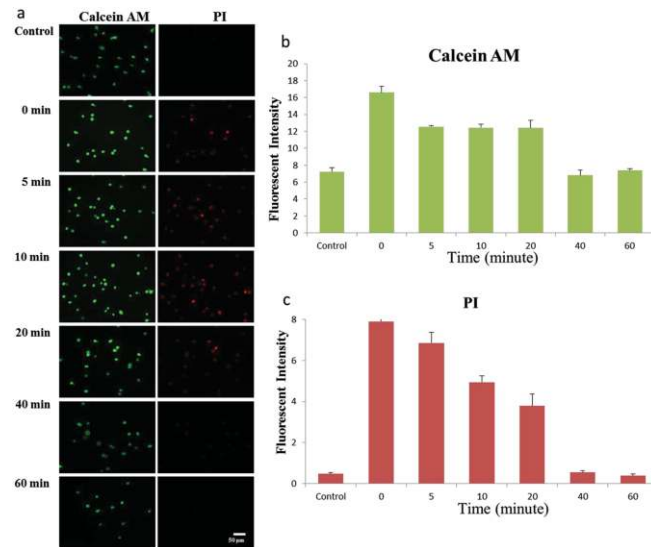 a
Calcein AM PI
Control
0 min
5 min
10 min
20 min
40 min
60 min
50 μm
b
Calcein AM
Fluorescent Intensity
20
18
16
14
12
10
8
6
4
2
0
Control 0 5 10 20 40 60
Time (minute)
c
PI
Fluorescent Intensity
8
6
4
2
0
Control 0 5 10 20 40 60
Time (minute)